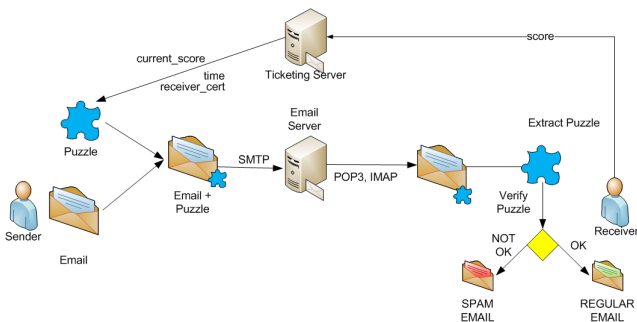 score
current_score
time
receiver_cert
Ticketing Server
Email
Server
Extract Puzzle
Puzzle
SMTP
POP3, IMAP
Email +
Puzzle
Verify
Puzzle
Sender
Receiver
Email
NOT
OK
OK
SPAM
EMAIL
REGULAR
EMAIL